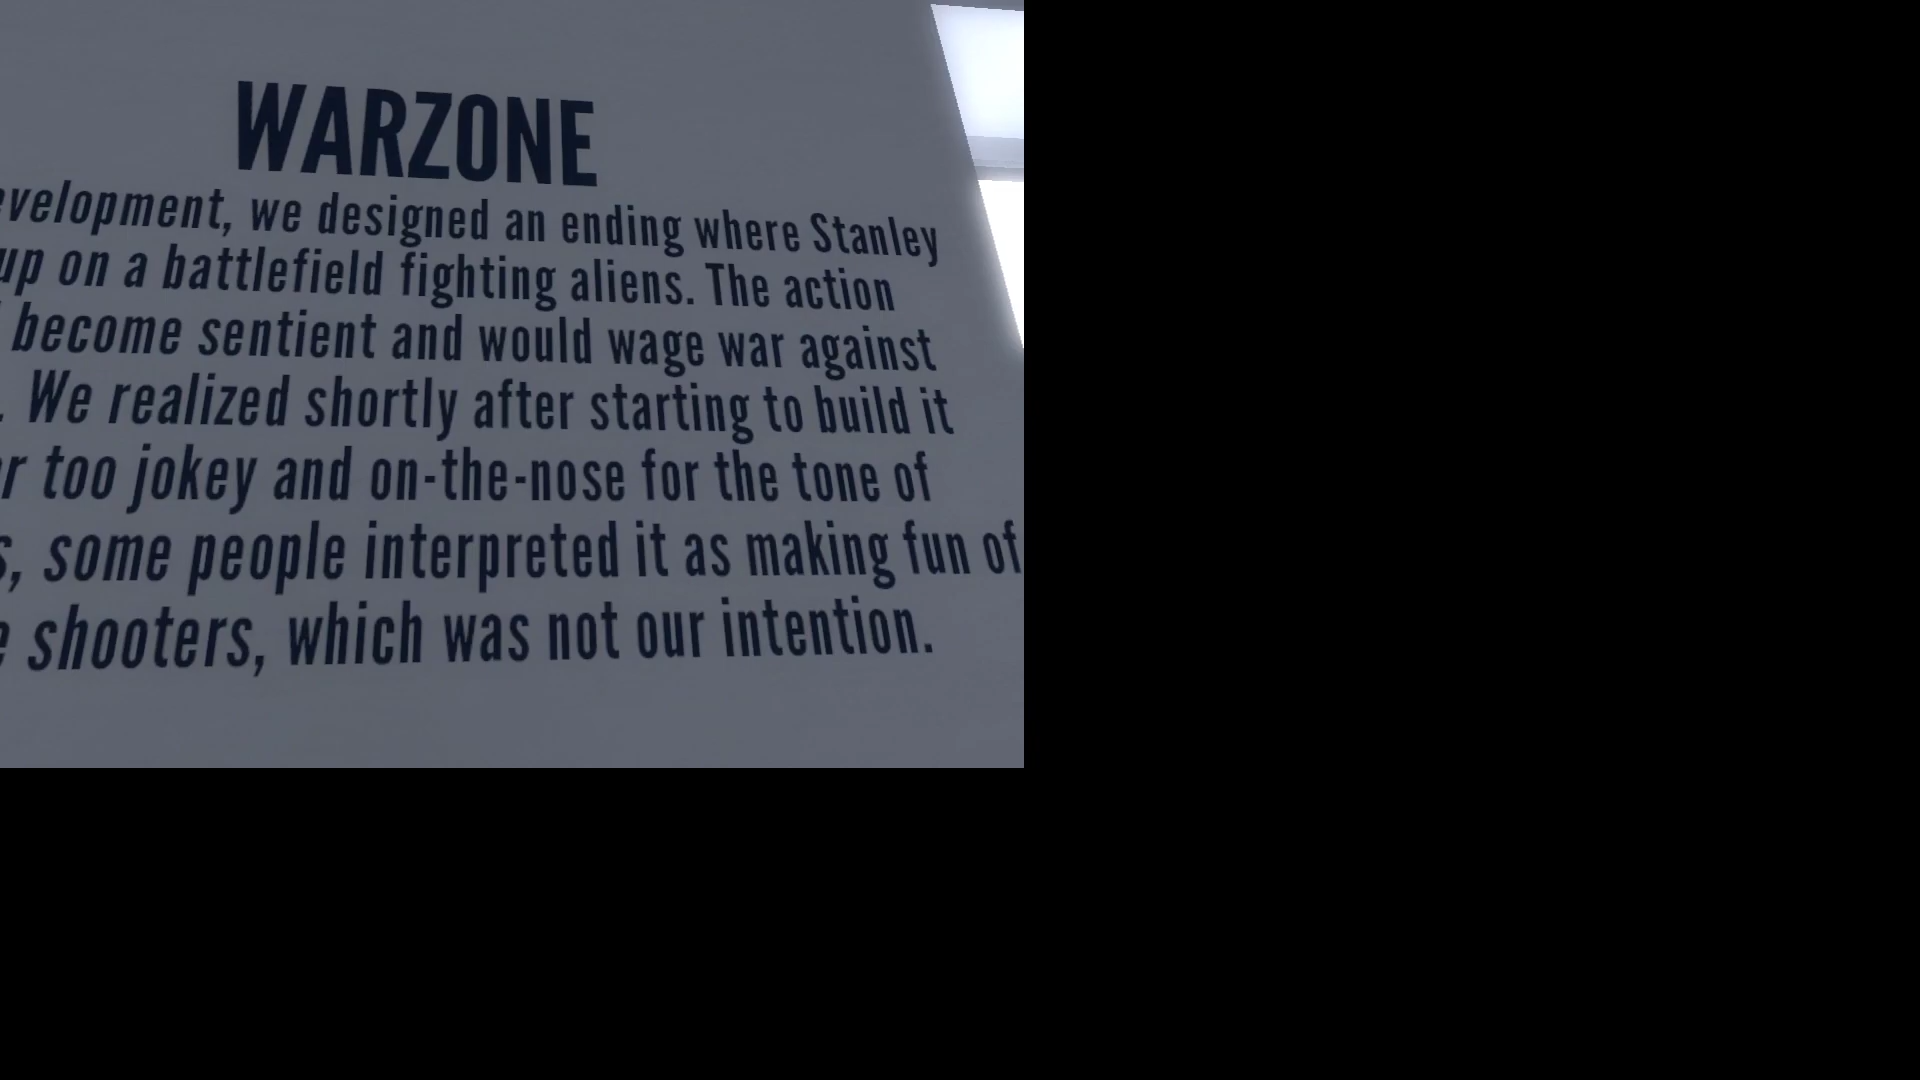 WARZONE
evelopment, we designed an ending where Stanley
up on a battlefield fighting aliens. The action
become sentient and would wage war against
. We realized shortly after starting to build it
r too jokey and on-the-nose for the tone of
s, some people interpreted it as making fun of
e shooters, which was not our intention.